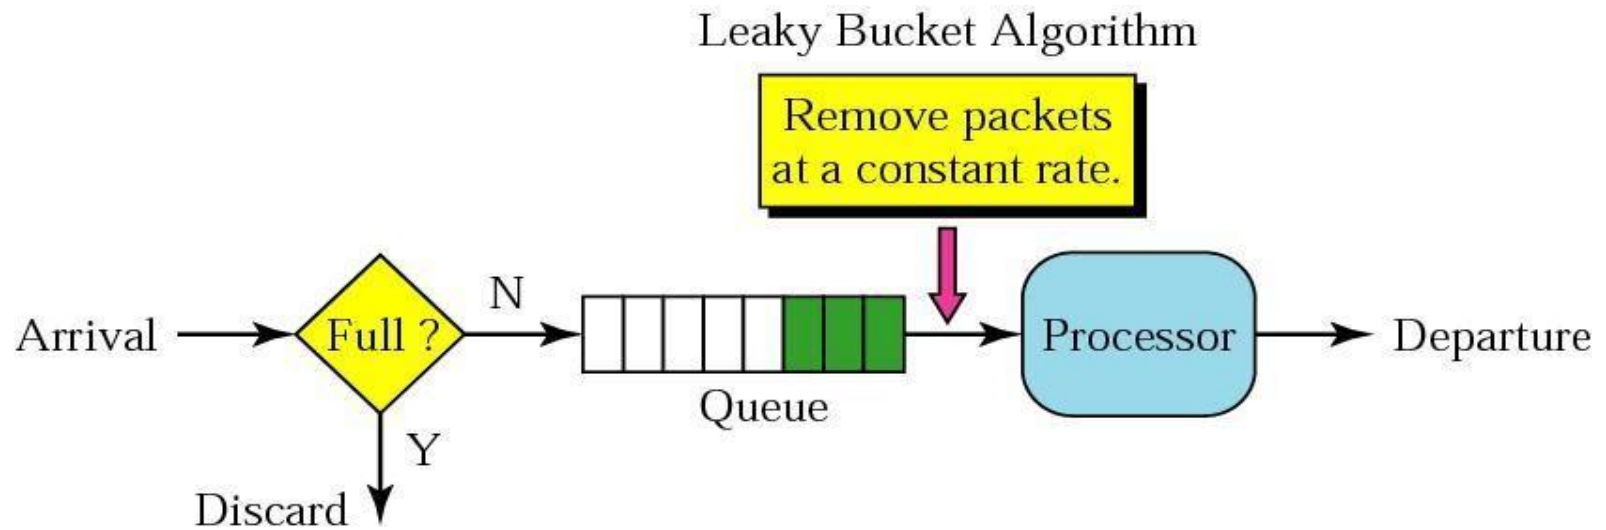 Leaky Bucket Algorithm
Remove packets
at a constant rate.
Arrival
Full ?
N
Y
Discard
Queue
Processor
Departure